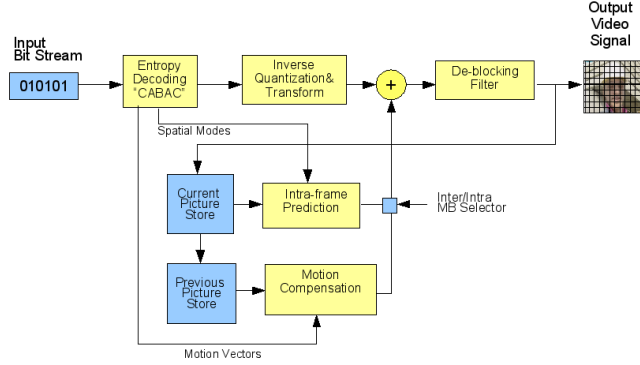 Input
Bit Stream
010101
Entropy
Decoding
"CABAC"
Inverse
Quantization&
Transform
+
De-blocking
Filter
Output
Video
Signal
Spatial Modes
Current
Picture
Store
Intra-frame
Prediction
Inter/Intra
MB Selector
Previous
Picture
Store
Motion
Compensation
Motion Vectors